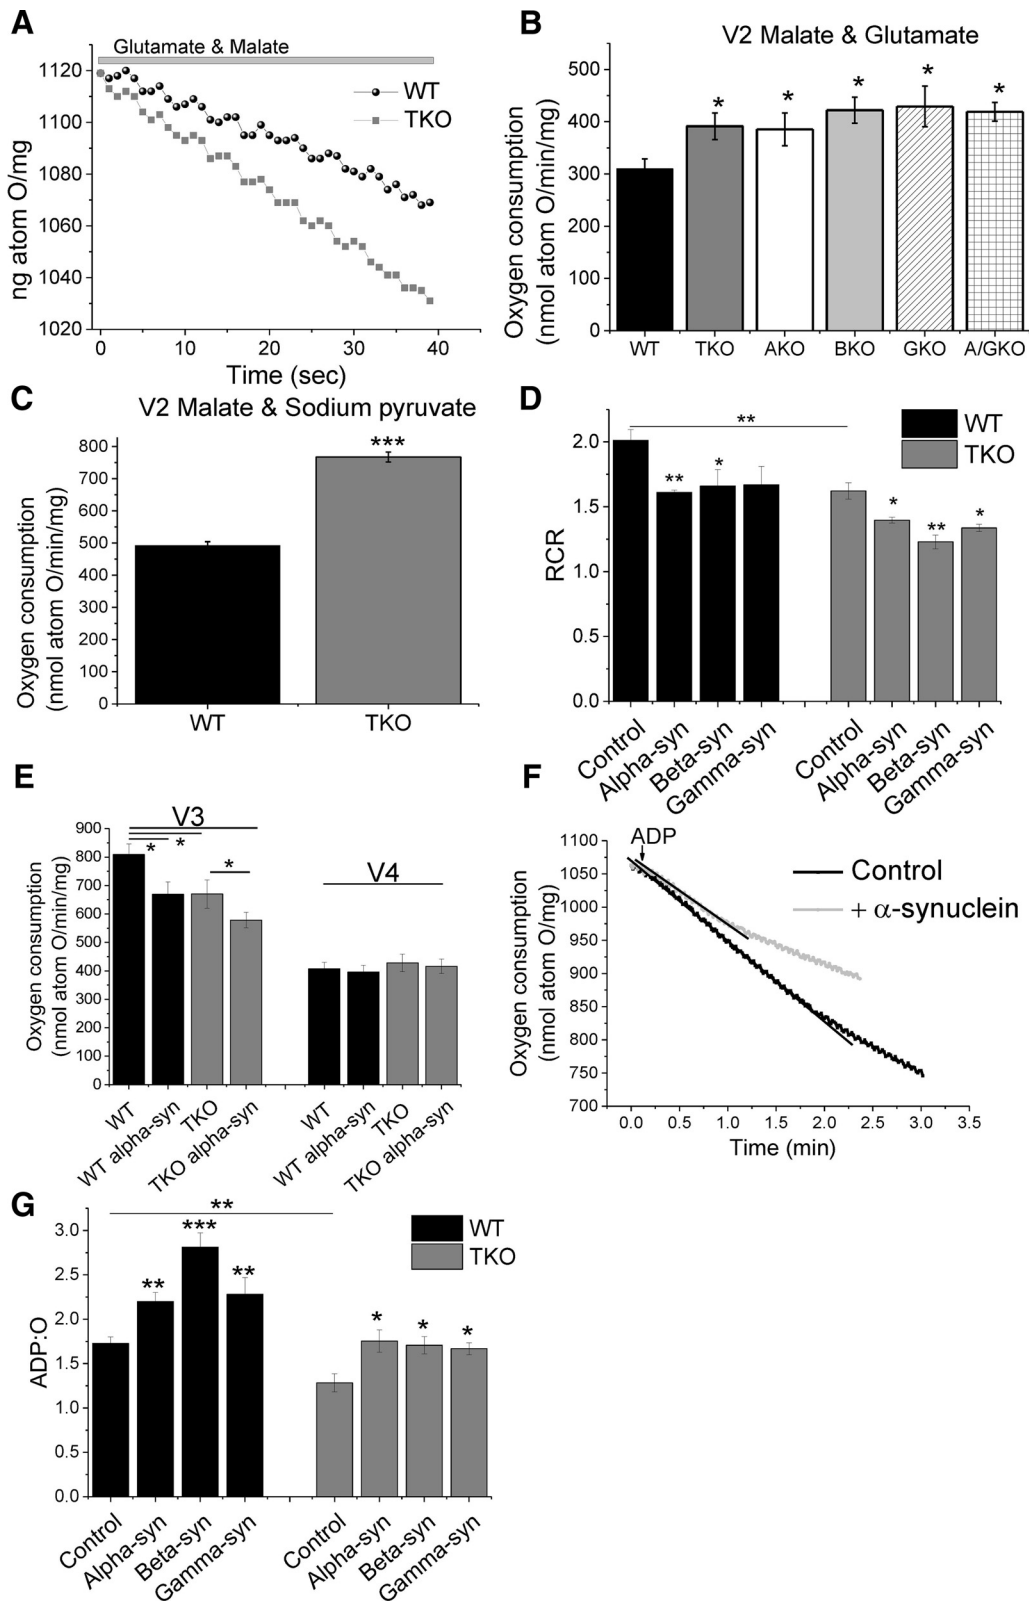 A
Glutamate & Malate
WT
TKO
ng atom O/mg
1120
1100
1080
1060
1040
1020
0 10 20 30 40
Time (sec)
B
V2 Malate & Glutamate
Oxygen consumption
(nmol atom O/min/mg)
500
400
300
200
100
0
* * * * *
WT TKO AKO BKO GKO A/GKO
C
V2 Malate & Sodium pyruvate
Oxygen consumption
(nmol atom O/min/mg)
800
700
600
500
400
300
200
100
0
***
WT TKO
D
WT
TKO
RCR
2.0
1.5
1.0
0.5
0.0
**
** *
* ** *
Control Alpha-syn Beta-syn Gamma-syn Control Alpha-syn Beta-syn Gamma-syn
E
V3
V4
Oxygen consumption
(nmol atom O/min/mg)
900
800
700
600
500
400
300
200
100
0
* * *
WT WT alpha-syn TKO TKO alpha-syn WT WT alpha-syn TKO TKO alpha-syn
F
ADP
Control
+ α-synuclein
Oxygen consumption
(nmol atom O/mg)
1100
1050
1000
950
900
850
800
750
700
0.0 0.5 1.0 1.5 2.0 2.5 3.0 3.5
Time (min)
G
WT
TKO
ADP:O
3.0
2.5
2.0
1.5
1.0
0.5
0.0
**
** *** **
* * *
Control Alpha-syn Beta-syn Gamma-syn Control Alpha-syn Beta-syn Gamma-syn